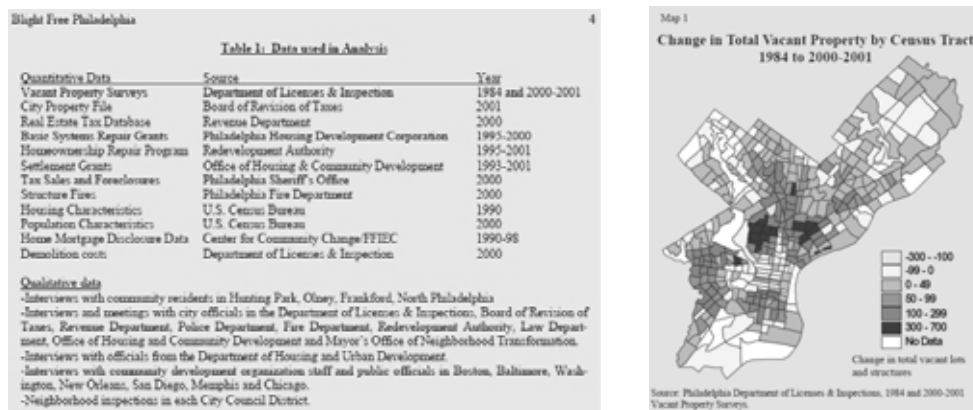 Blight Free Philadelphia 4
Table 1: Data used in Analysis
Quantitative Data Source Year
Vacant Property Surveys Department of Licenses & Inspection 1984 and 2000-2001
City Property File Board of Revision of Taxes 2001
Real Estate Tax Database Revenue Department 2000
Basic Systems Repair Grants Philadelphia Housing Development Corporation 1995-2000
Homeownership Repair Program Redevelopment Authority 1995-2001
Settlement Grants Office of Housing & Community Development 1993-2001
Tax Sales and Foreclosures Philadelphia Sheriff's Office 2000
Structure Fires Philadelphia Fire Department 2000
Housing Characteristics U.S. Census Bureau 1990
Population Characteristics U.S. Census Bureau 2000
Home Mortgage Disclosure Data Center for Community Change/FFIEC 1990-98
Demolition costs Department of Licenses & Inspection 2000
Qualitative data
-Interviews with community residents in Hunting Park, Olney, Frankford, North Philadelphia
-Interviews and meetings with city officials in the Department of Licenses & Inspections, Board of Revision of
Taxes, Revenue Department, Police Department, Fire Department, Redevelopment Authority, Law Depart-
ment, Office of Housing and Community Development and Mayor's Office of Neighborhood Transformation.
-Interviews with officials from the Department of Housing and Urban Development.
-Interviews with community development organization staff and public officials in Boston, Baltimore, Wash-
ington, New Orleans, San Diego, Memphis and Chicago.
-Neighborhood inspections in each City Council District.
Map 1
Change in Total Vacant Property by Census Tract
1984 to 2000-2001
-300 - -100
-99 - 0
0 - 49
50 - 99
100 - 299
300 - 700
No Data
Change in total vacant lots
and structures
Source: Philadelphia Department of Licenses & Inspections, 1984 and 2000-2001
Vacant Property Surveys.